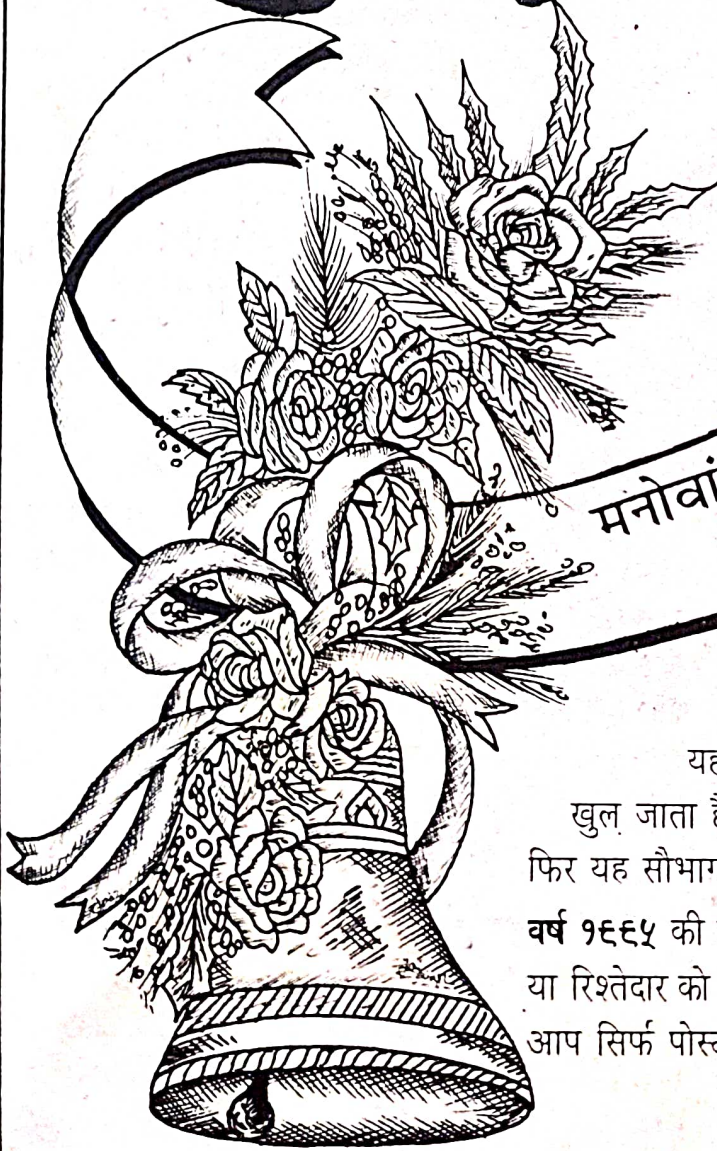 मनोवां
यह
खुल जाता है
फिर यह सौभाग
वर्ष १९९५ की
या रिश्तेदार को
आप सिर्फ पोस्ट